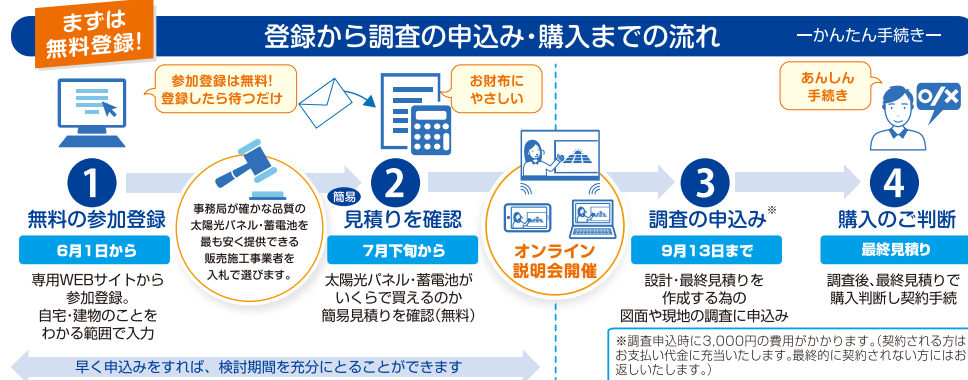 まずは
無料登録!
登録から調査の申込み・購入までの流れ
ーかんたん手続きー
参加登録は無料!
登録したら待つだけ
お財布に
やさしい
あんしん
手続き
o/x
1
無料の参加登録
6月1日から
専用WEBサイトから
参加登録。
自宅・建物のことを
わかる範囲で入力
事務局が確かな品質の
太陽光パネル・蓄電池を
最も安く提供できる
販売施工事業者を
入札で選びます。
2
簡易
見積りを確認
7月下旬から
太陽光パネル・蓄電池が
いくらで買えるのか
簡易見積りを確認(無料)
オンライン
説明会開催
3
調査の申込み※
9月13日まで
設計・最終見積りを
作成する為の
図面や現地の調査に申込み
4
購入のご判断
最終見積り
調査後、最終見積りで
購入判断し契約手続
※調査申込時に3,000円の費用がかかります。(契約される方は
お支払い代金に充当いたします。最終的に契約されない方にはお
返しいたします。)
早く申込みをすれば、検討期間を充分にとることができます